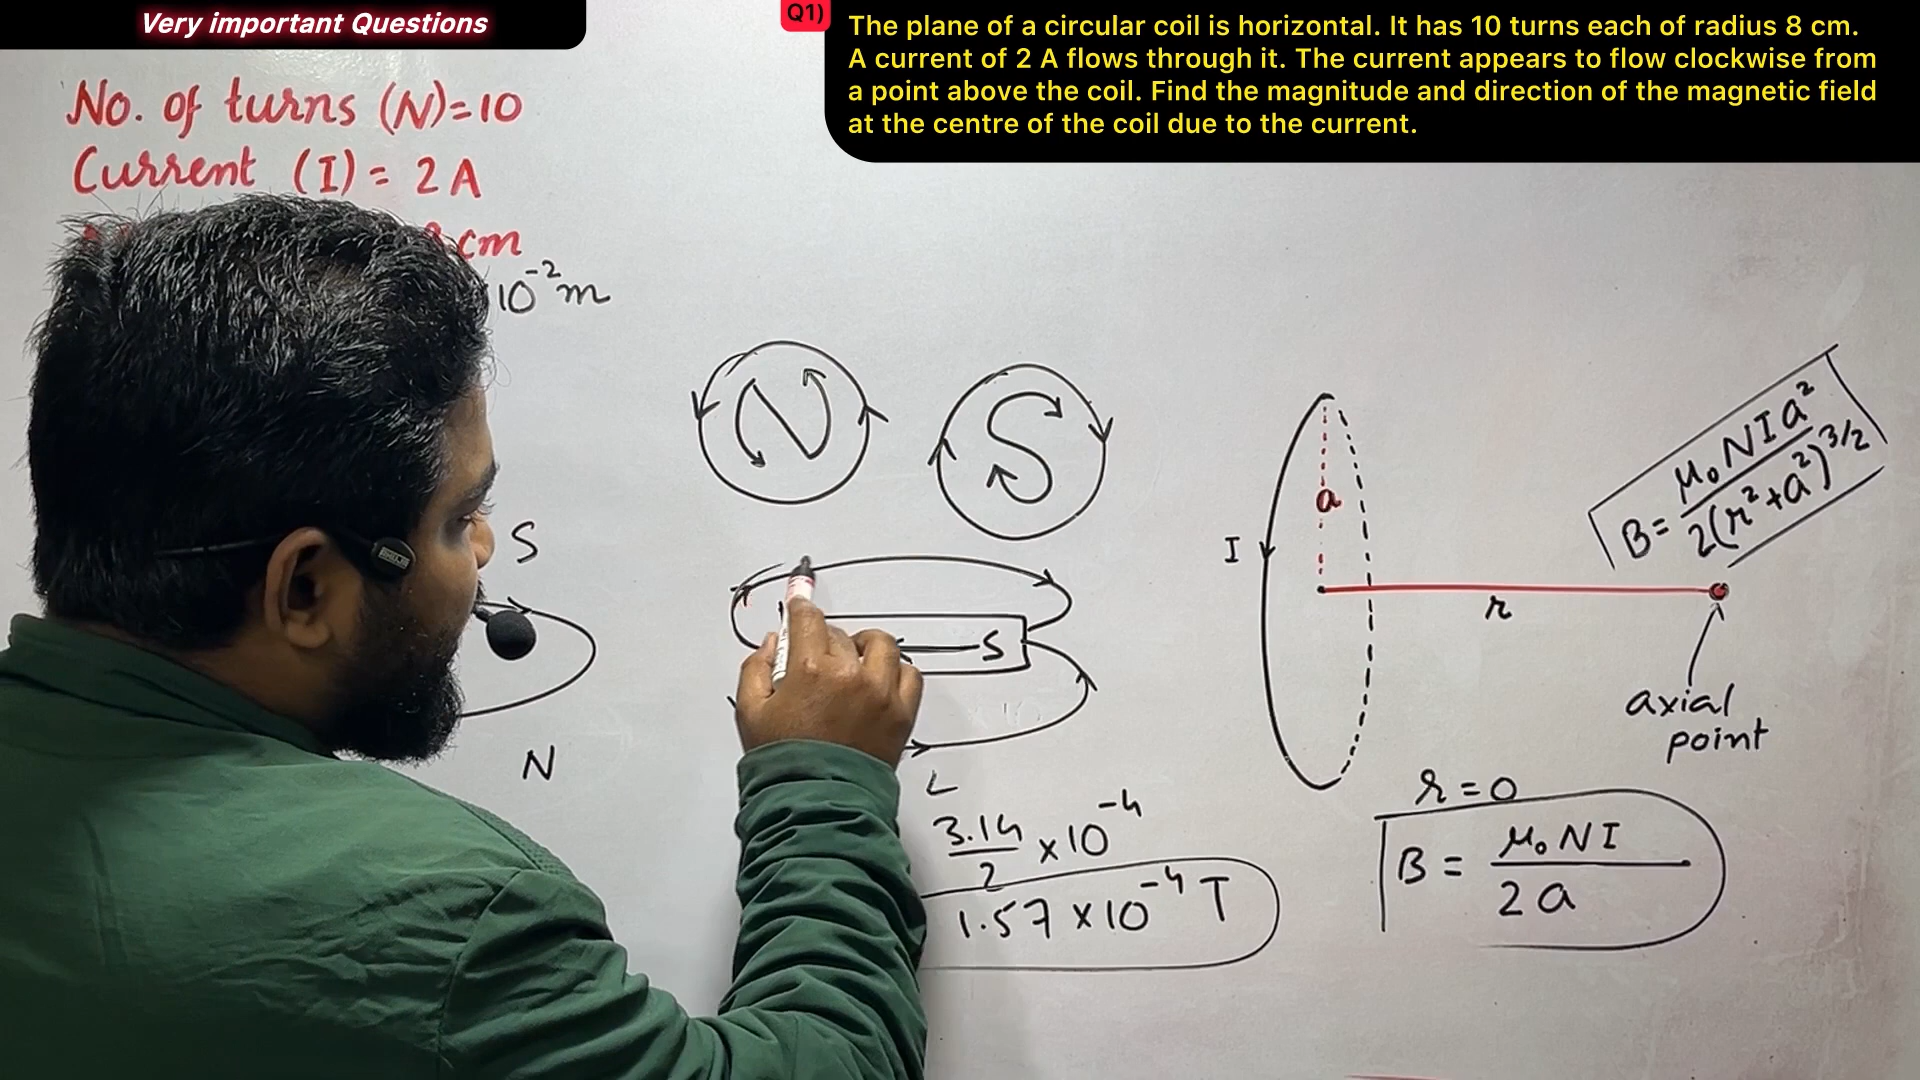 Very important Questions
Q1)
The plane of a circular coil is horizontal. It has 10 turns each of radius 8 cm.
A current of 2 A flows through it. The current appears to flow clockwise from
a point above the coil. Find the magnitude and direction of the magnetic field
at the centre of the coil due to the current.
No. of turns (N)=10
Current (I) = 2 A
cm
10⁻² m
N
S
S
N
S
I
a
r
B = μ₀NIa² / 2(r²+a²)^3/2
axial
point
r=0
B = μ₀NI / 2a
3.14/2 × 10⁻⁴
1.57 × 10⁻⁴ T